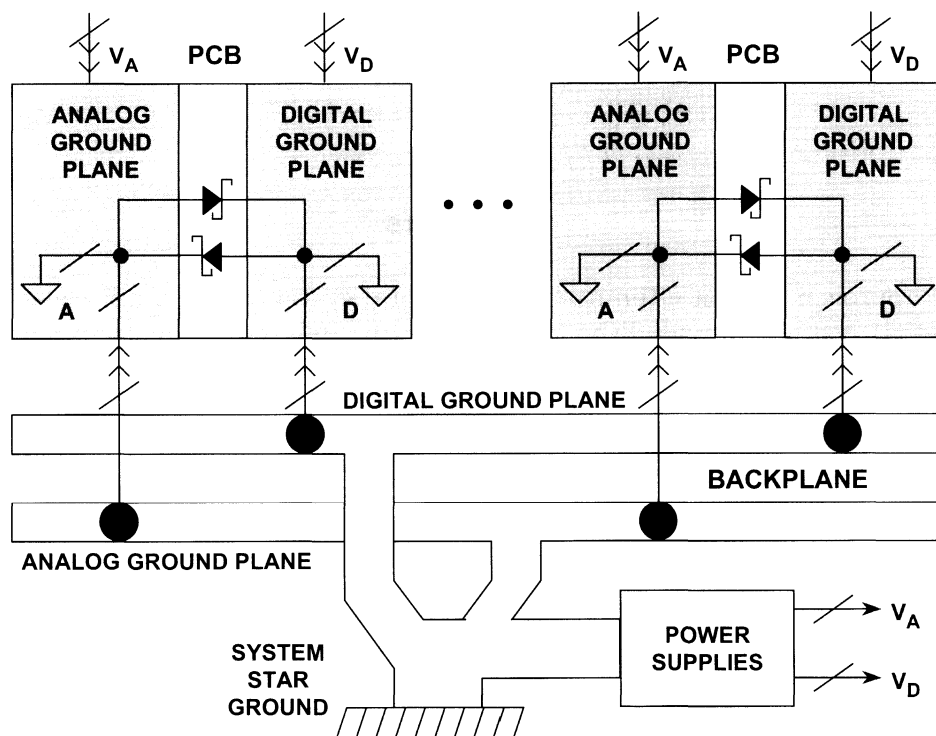 V_A PCB V_D V_A PCB V_D
ANALOG GROUND PLANE
DIGITAL GROUND PLANE
ANALOG GROUND PLANE
DIGITAL GROUND PLANE
A D A D
DIGITAL GROUND PLANE
BACKPLANE
ANALOG GROUND PLANE
SYSTEM
STAR
GROUND
POWER
SUPPLIES
V_A
V_D